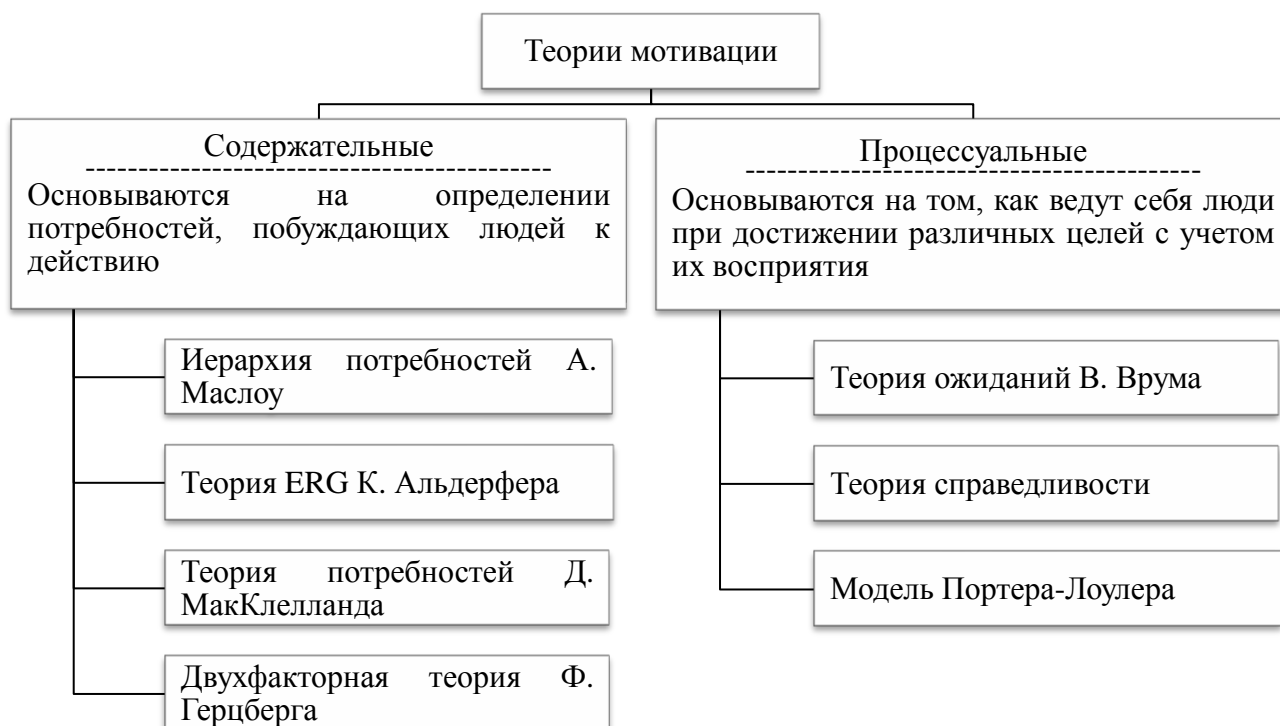 Теории мотивации
Содержательные
Основываются на определении
потребностей, побуждающих людей к
действию
Иерархия потребностей А.
Маслоу
Теория ERG К. Альдерфера
Теория потребностей Д.
МакКлелланда
Двухфакторная теория Ф.
Герцберга
Процессуальные
Основываются на том, как ведут себя люди
при достижении различных целей с учетом
их восприятия
Теория ожиданий В. Врума
Теория справедливости
Модель Портера-Лоулера